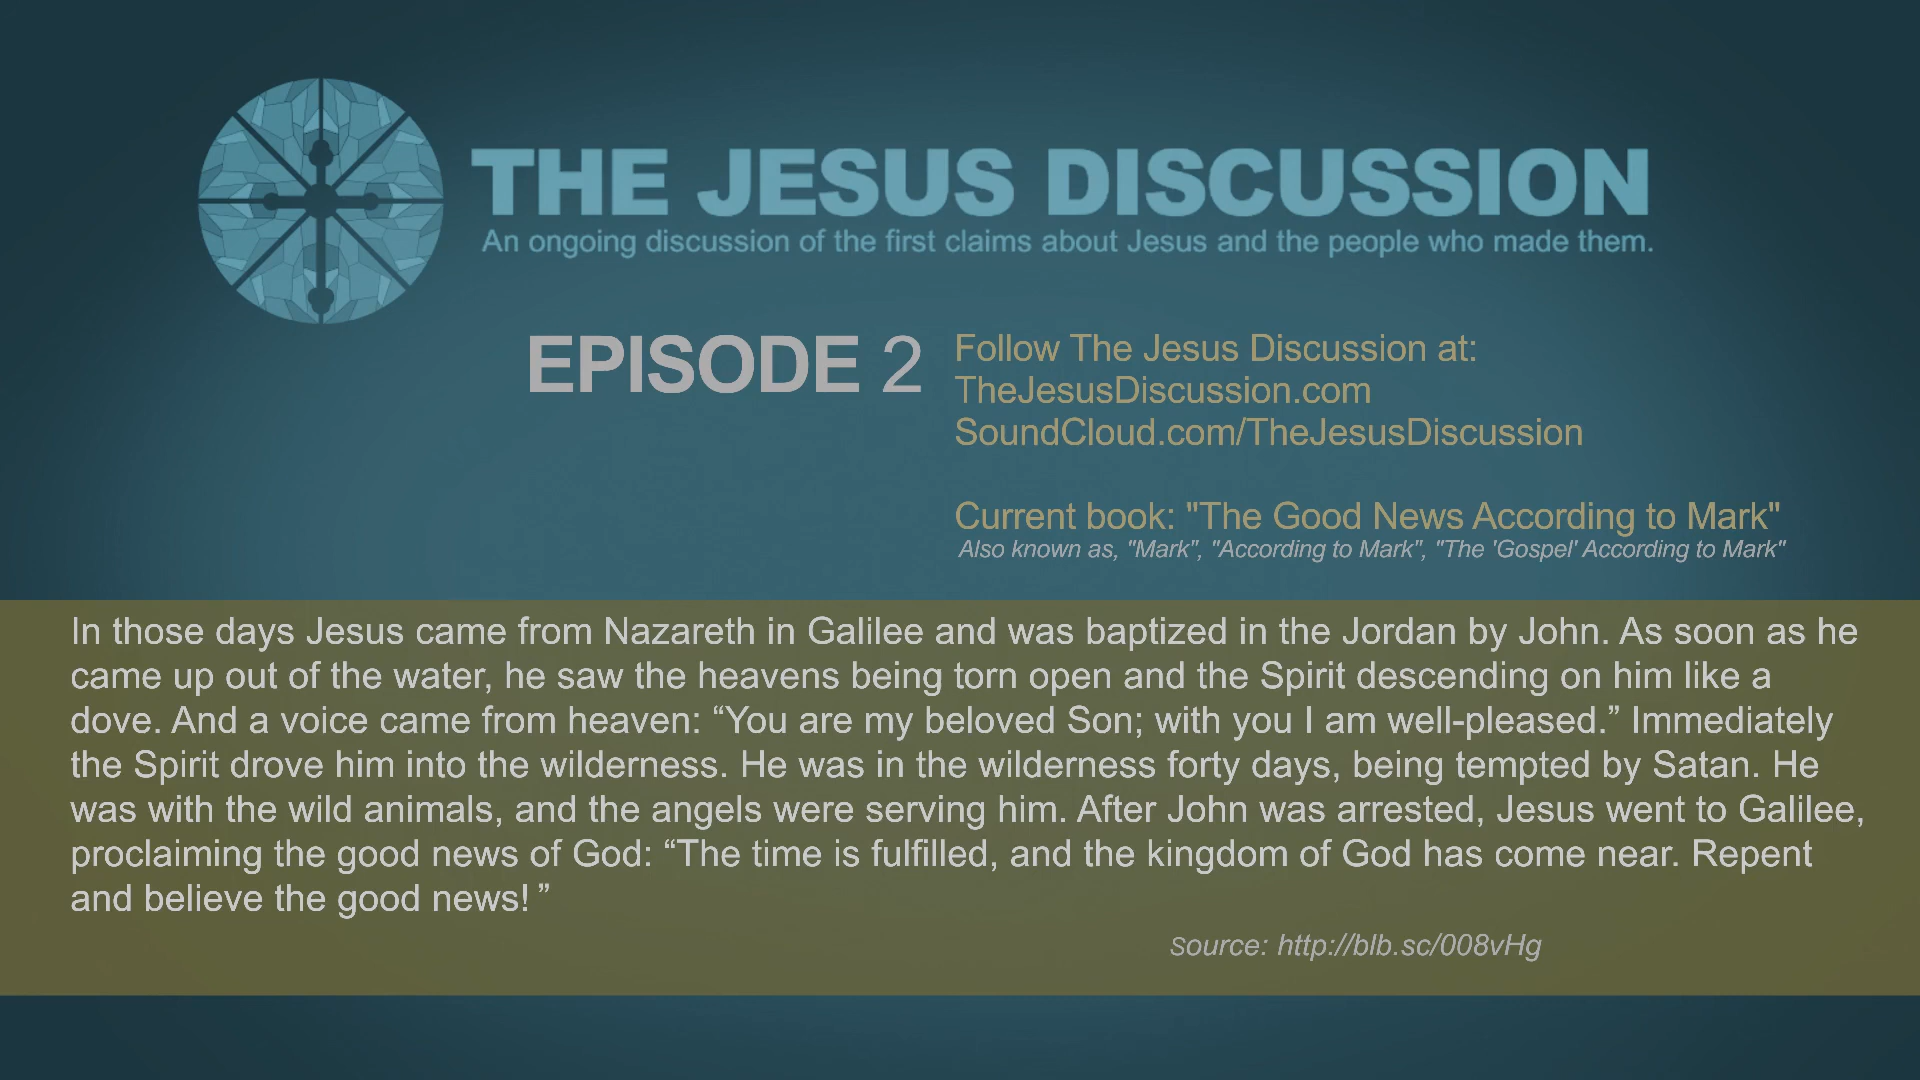 THE JESUS DISCUSSION
An ongoing discussion of the first claims about Jesus and the people who made them.
EPISODE 2
Follow The Jesus Discussion at:
TheJesusDiscussion.com
SoundCloud.com/TheJesusDiscussion
Current book: "The Good News According to Mark"
Also known as, "Mark", "According to Mark", "The 'Gospel' According to Mark"
In those days Jesus came from Nazareth in Galilee and was baptized in the Jordan by John. As soon as he
came up out of the water, he saw the heavens being torn open and the Spirit descending on him like a
dove. And a voice came from heaven: “You are my beloved Son; with you I am well-pleased.” Immediately
the Spirit drove him into the wilderness. He was in the wilderness forty days, being tempted by Satan. He
was with the wild animals, and the angels were serving him. After John was arrested, Jesus went to Galilee,
proclaiming the good news of God: “The time is fulfilled, and the kingdom of God has come near. Repent
and believe the good news! ”
Source: http://blb.sc/008vHg